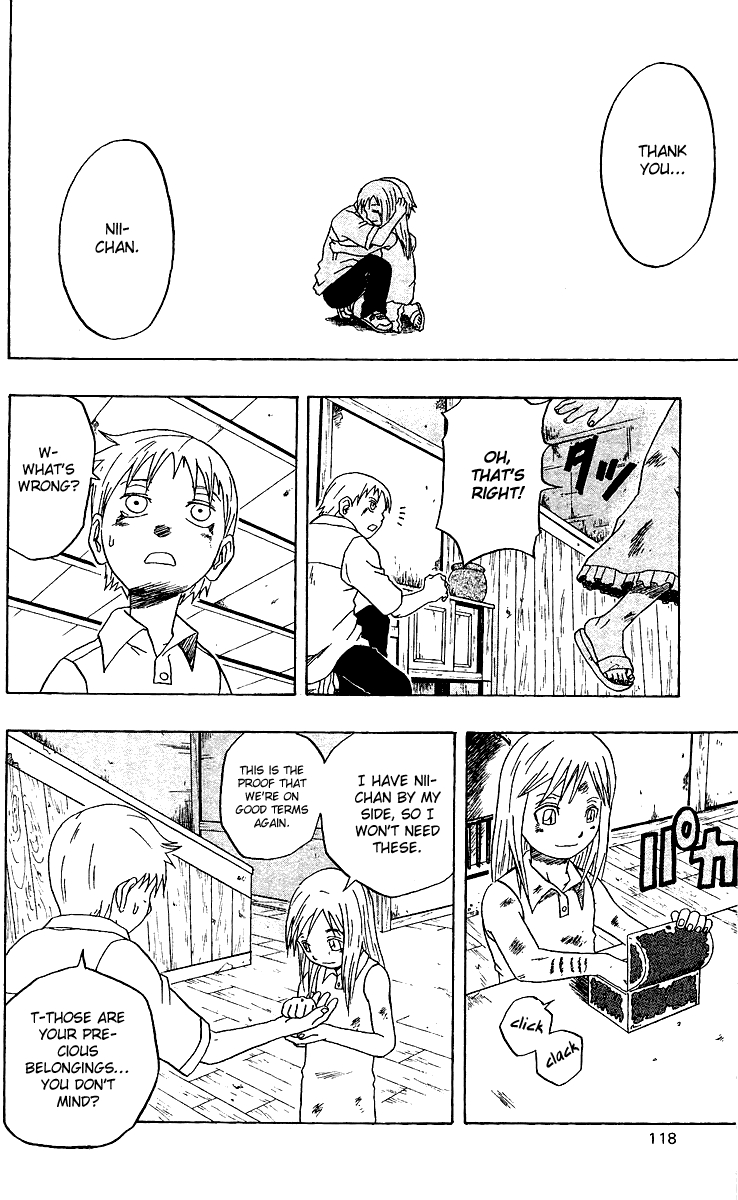 THANK
YOU...
NII-
CHAN.
OH,
THAT'S
RIGHT!
ダッ
W-
WHAT'S
WRONG?
パカ
click
clack
I HAVE NII-
CHAN BY MY
SIDE, SO I
WON'T NEED
THESE.
THIS IS THE
PROOF THAT
WE'RE ON
GOOD TERMS
AGAIN.
T-THOSE ARE
YOUR PRE-
CIOUS
BELONGINGS...
YOU DON'T
MIND?
118